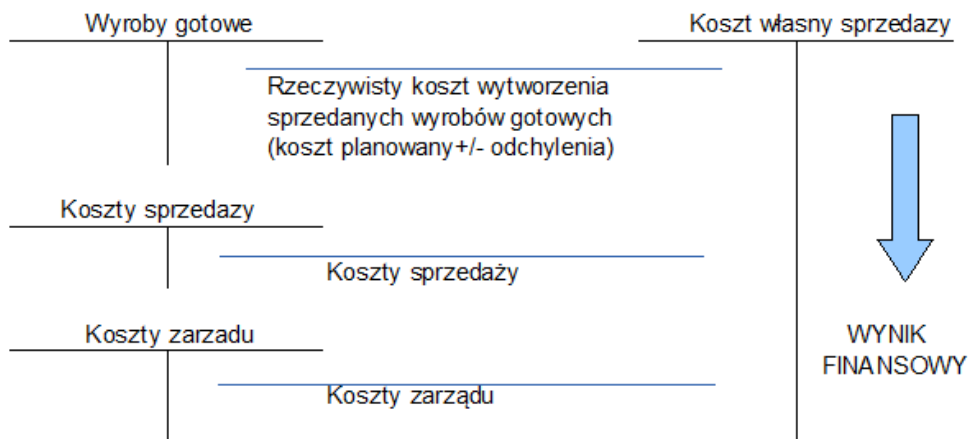 Wyroby gotowe
Koszt własny sprzedazy
Rzeczywisty koszt wytworzenia
sprzedanych wyrobów gotowych
(koszt planowany+/- odchylenia)
Koszty sprzedazy
Koszty sprzedaży
Koszty zarzadu
WYNIK
FINANSOWY
Koszty zarządu